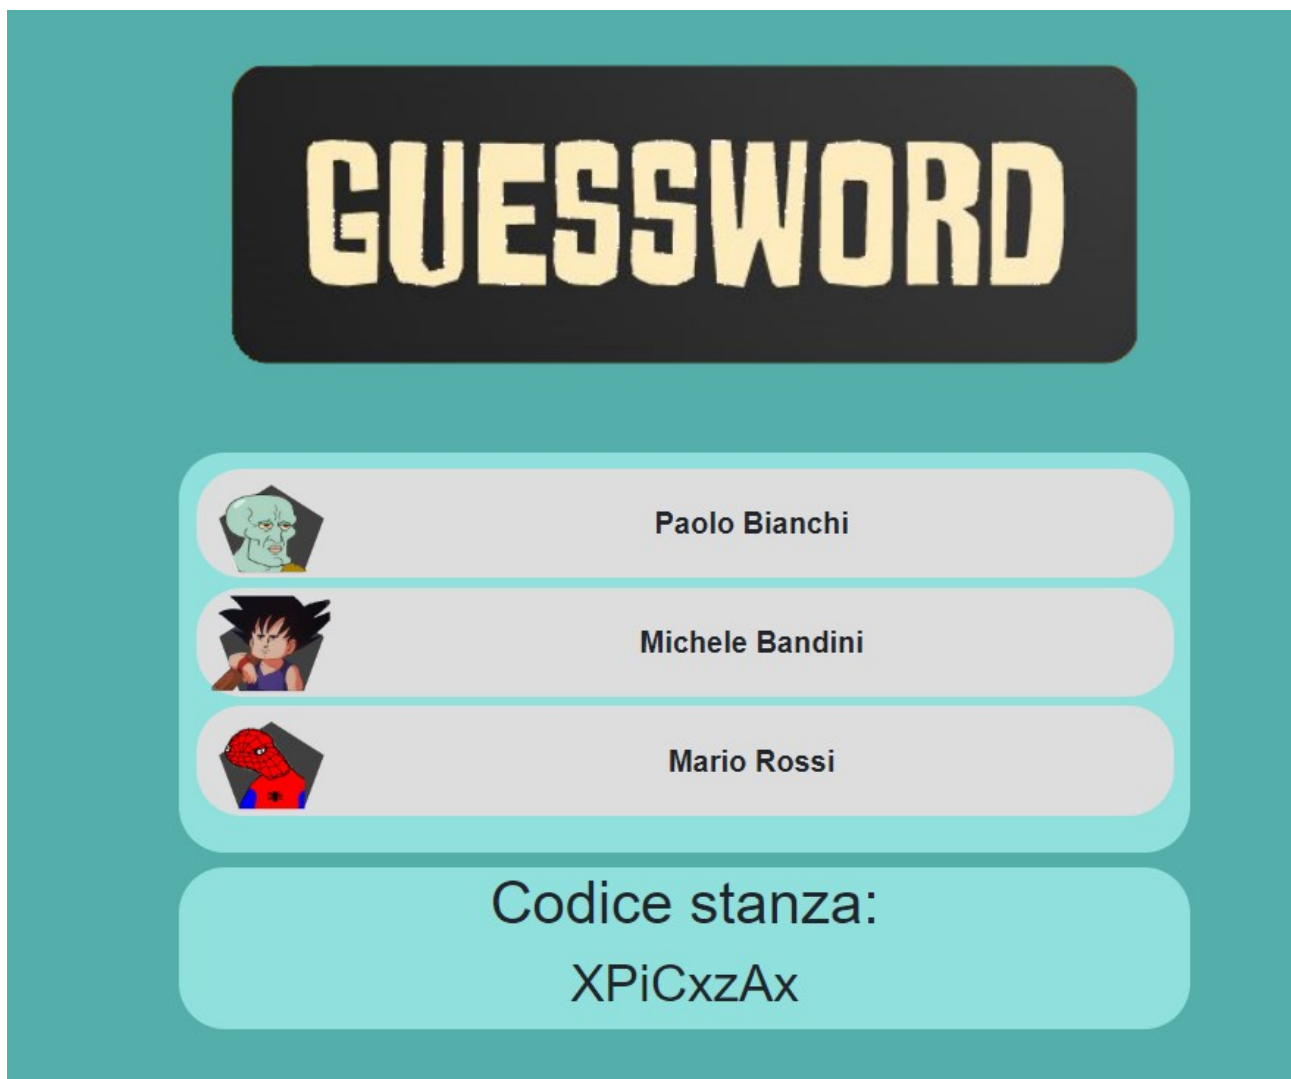 GUESSWORD
Paolo Bianchi
Michele Bandini
Mario Rossi
Codice stanza:
XPiCxzAx